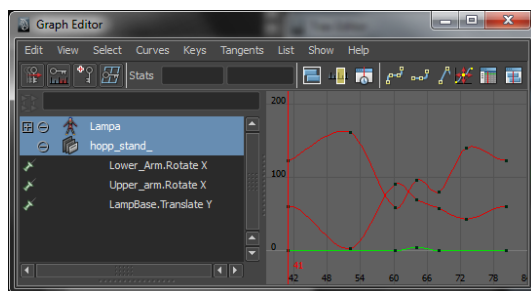 Graph Editor
Edit View Select Curves Keys Tangents List Show Help
Stats
Lampa
hopp_stand_
Lower_Arm.Rotate X
Upper_arm.Rotate X
LampBase.Translate Y
200
100
0
41
42 48 54 60 66 72 78 8